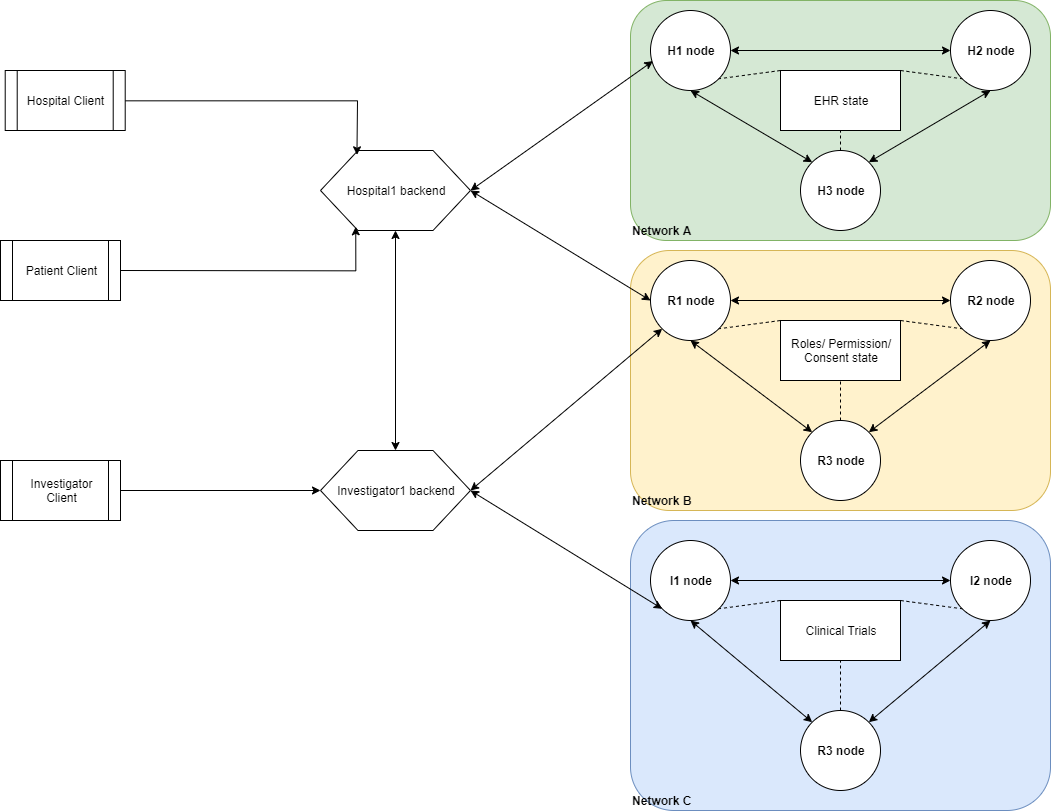 H1 node
H2 node
Hospital Client
EHR state
Hospital1 backend
H3 node
Network A
Patient Client
R1 node
R2 node
Roles/ Permission/
Consent state
R3 node
Investigator
Client
Investigator1 backend
Network B
I1 node
I2 node
Clinical Trials
R3 node
Network C